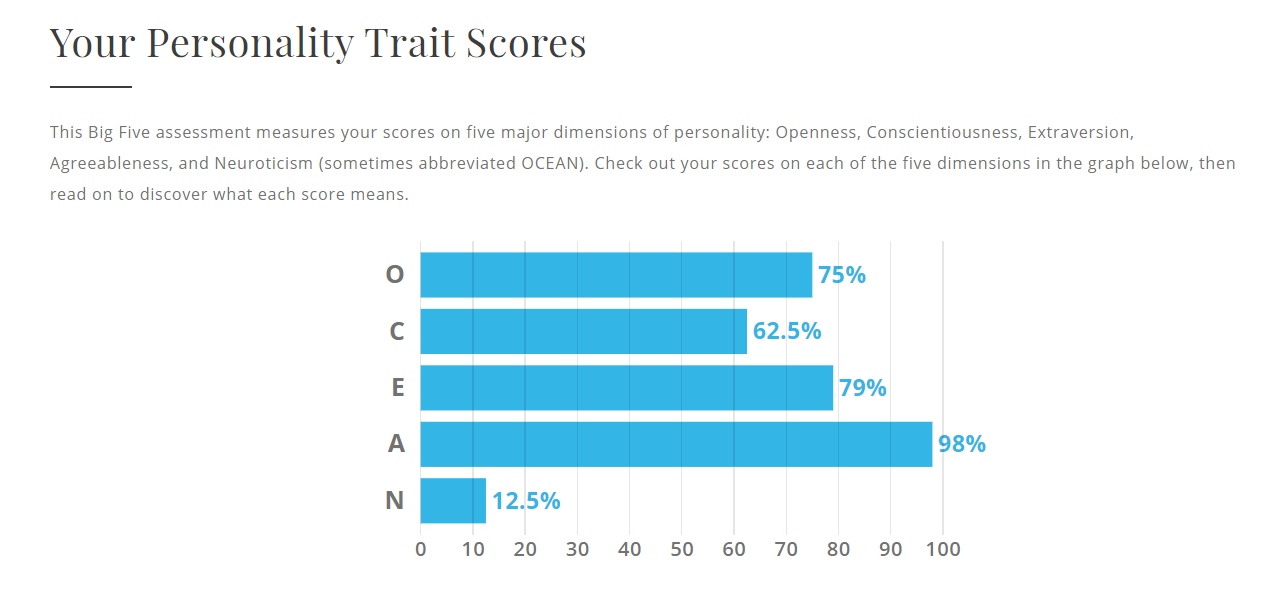 Your Personality Trait Scores
This Big Five assessment measures your scores on five major dimensions of personality: Openness, Conscientiousness, Extraversion,
Agreeableness, and Neuroticism (sometimes abbreviated OCEAN). Check out your scores on each of the five dimensions in the graph below, then
read on to discover what each score means.
O 75%
C 62.5%
E 79%
A 98%
N 12.5%
0 10 20 30 40 50 60 70 80 90 100